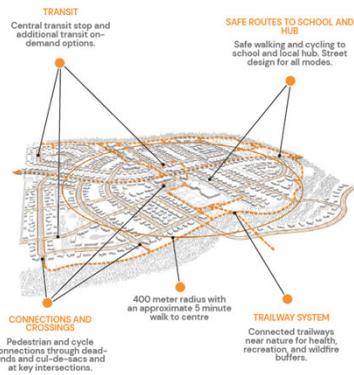 TRANSIT
Central transit stop and
additional transit on-
demand options.
SAFE ROUTES TO SCHOOL AND
HUB
Safe walking and cycling to
school and local hub. Street
design for all modes.
CONNECTIONS AND
CROSSINGS
Pedestrian and cycle
connections through dead-
ends and cul-de-sacs and
at key intersections.
400 meter radius with
an approximate 5 minute
walk to centre
TRAILWAY SYSTEM
Connected trailways
near nature for health,
recreation, and wildfire
buffers.